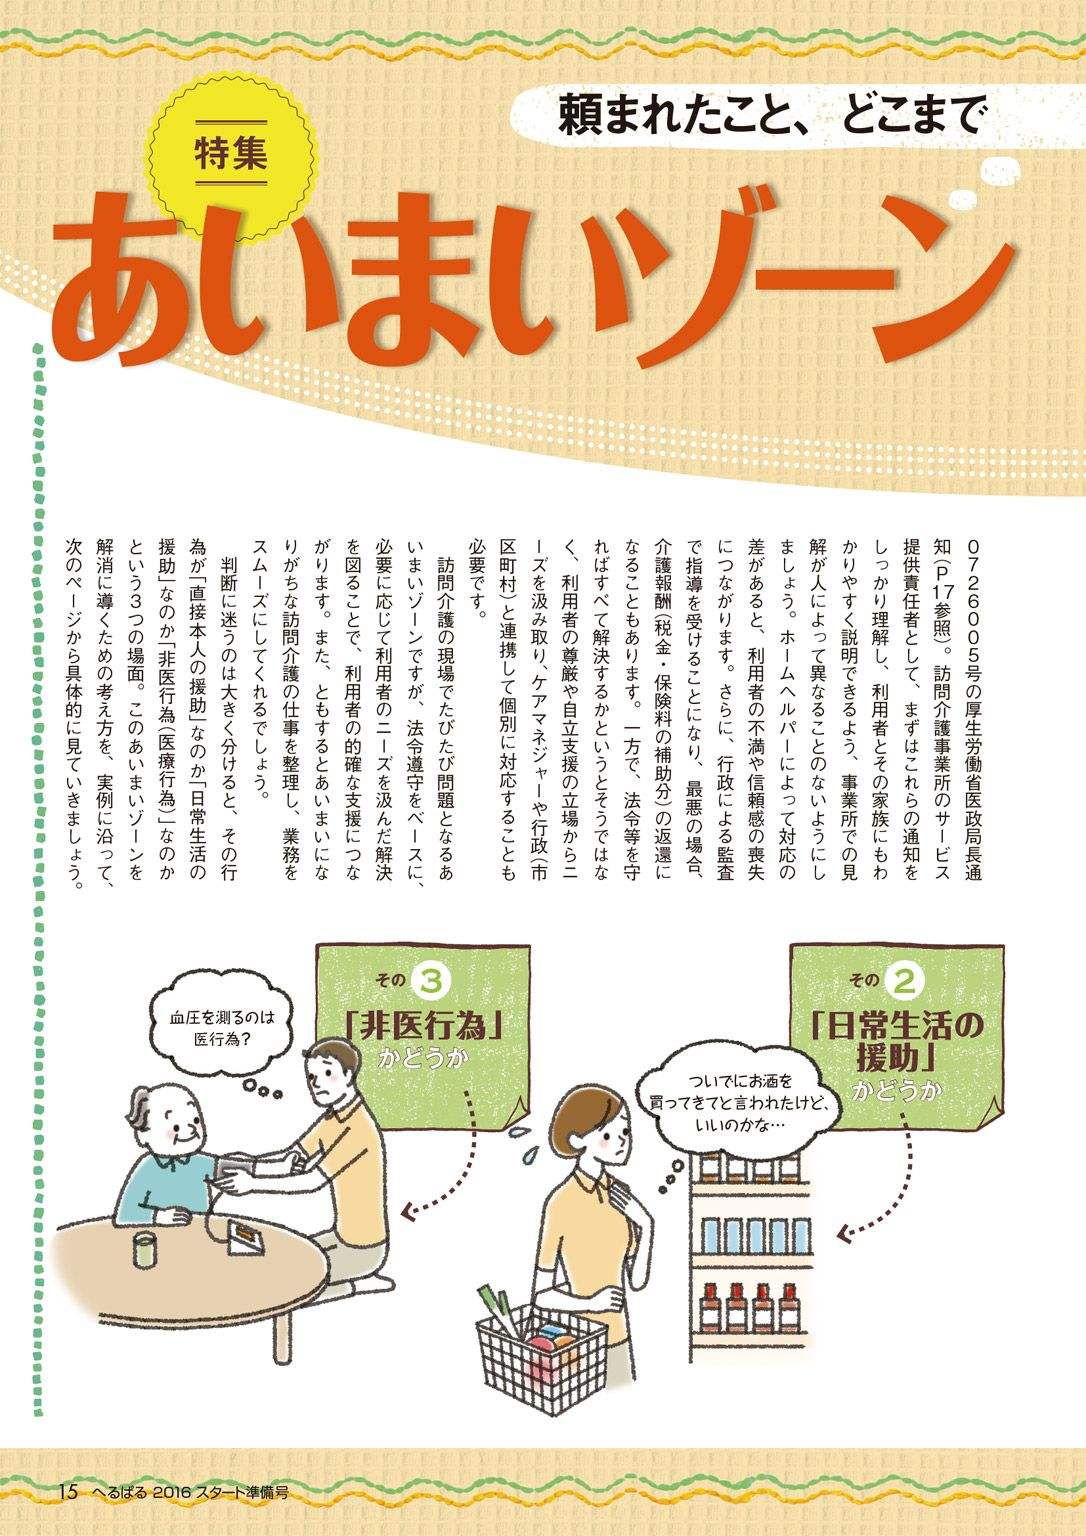 頼まれたこと、どこまで
特集
あいまいゾーン
0726005号の厚生労働省医政局長通
知(P17参照)。訪問介護事業所のサービス
提供責任者として、まずはこれらの通知を
しっかり理解し、利用者とその家族にもわ
かりやすく説明できるよう、事業所での見
解が人によって異なることのないようにし
ましょう。ホームヘルパーによって対応の
差があると、利用者の不満や信頼感の喪失
につながります。さらに、行政による監査
で指導を受けることになり、最悪の場合、
介護報酬(税金・保険料の補助分)の返還に
なることもあります。一方で、法令等を守
ればすべて解決するかというとそうではな
く、利用者の尊厳や自立支援の立場からニ
ーズを汲み取り、ケアマネジャーや行政(市
区町村)と連携して個別に対応することも
必要です。
訪問介護の現場でたびたび問題となるあ
いまいゾーンですが、法令遵守をベースに、
必要に応じて利用者のニーズを汲んだ解決
を図ることで、利用者の的確な支援につな
がります。また、ともするとあいまいにな
りがちな訪問介護の仕事を整理し、業務を
スムーズにしてくれるでしょう。
判断に迷うのは大きく分けると、その行
為が「直接本人の援助」なのか「日常生活の
援助」なのか「非医行為(医療行為)」なのか
という3つの場面。このあいまいゾーンを
解消に導くための考え方を、実例に沿って、
次のページから具体的に見ていきましょう。
その2
「日常生活の
援助」
かどうか
ついでにお酒を
買ってきてと言われたけど、
いいのかな…
その3
「非医行為」
かどうか
血圧を測るのは
医行為?
15 へるぱる 2016 スタート準備号